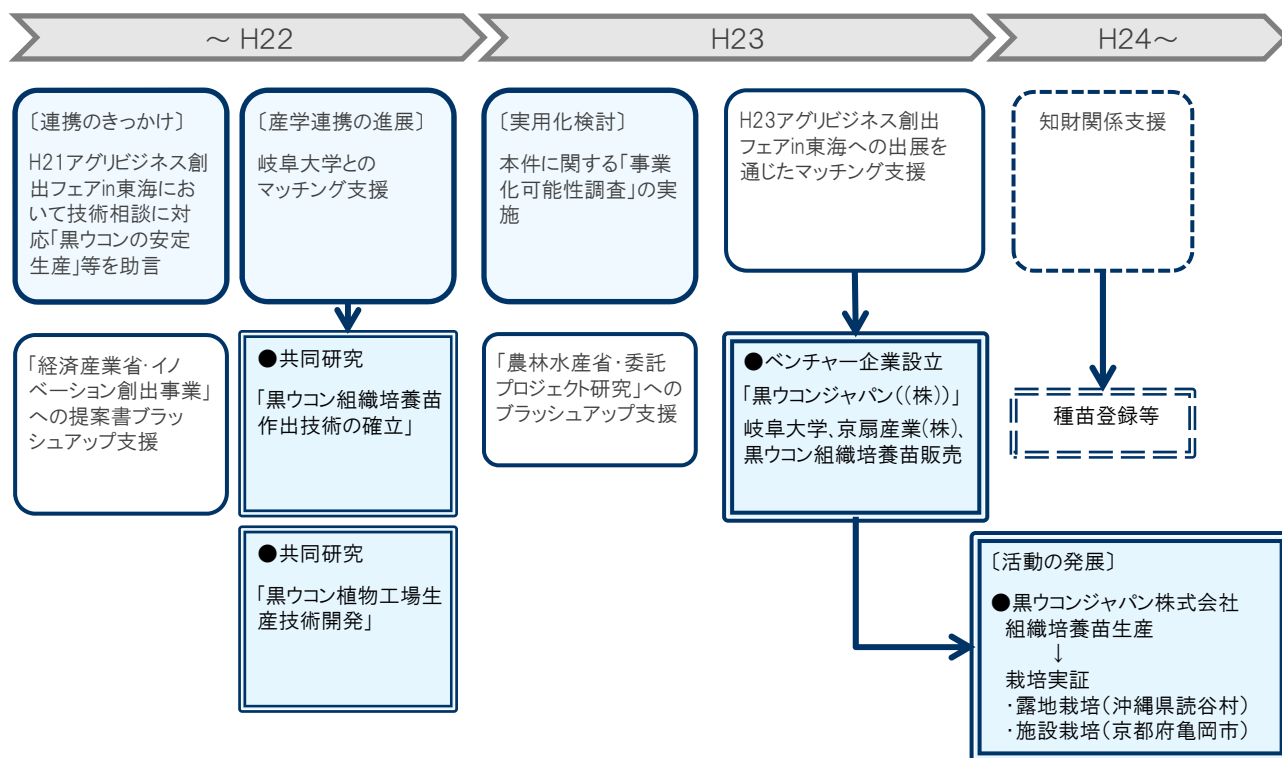 ～ H22
H23
H24～
〔連携のきっかけ〕
H21アグリビジネス創
出フェアin東海にお
いて技術相談に対
応「黒ウコンの安定
生産」等を助言
〔産学連携の進展〕
岐阜大学との
マッチング支援
〔実用化検討〕
本件に関する「事業
化可能性調査」の実
施
H23アグリビジネス創出
フェアin東海への出展を
通じたマッチング支援
知財関係支援
「経済産業省・イノ
ベーション創出事業」
への提案書ブラッ
シュアップ支援
●共同研究
「黒ウコン組織培養苗
作出技術の確立」
「農林水産省・委託
プロジェクト研究」への
ブラッシュアップ支援
●ベンチャー企業設立
「黒ウコンジャパン((株))」
岐阜大学、京扇産業(株)、
黒ウコン組織培養苗販売
種苗登録等
●共同研究
「黒ウコン植物工場生
産技術開発」
〔活動の発展〕
●黒ウコンジャパン株式会社
組織培養苗生産
↓
栽培実証
・露地栽培(沖縄県読谷村)
・施設栽培(京都府亀岡市)